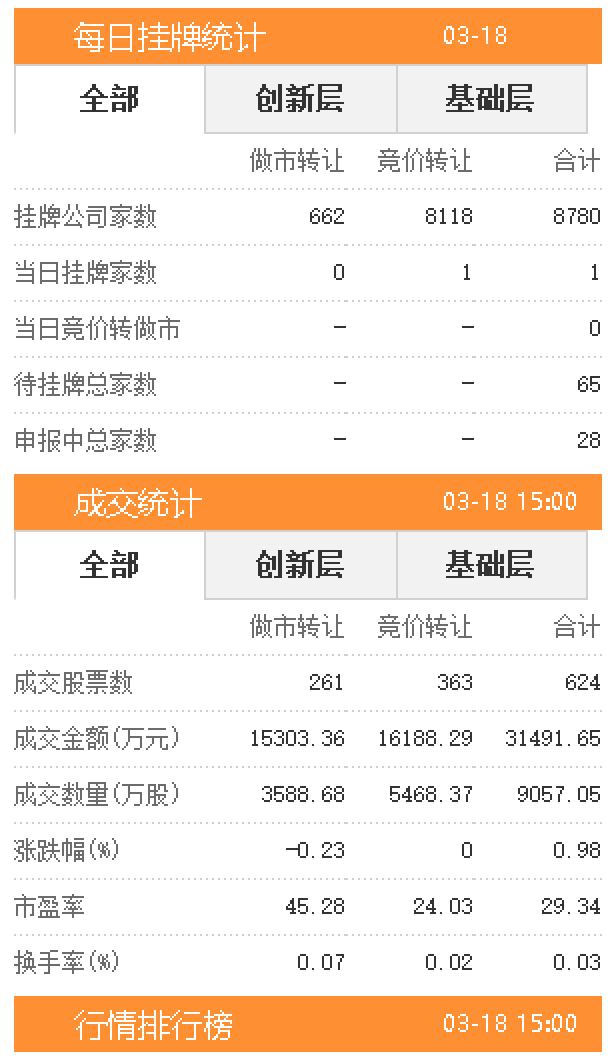 每日挂牌统计 03-18
全部 创新层 基础层
做市转让 竞价转让 合计
挂牌公司家数 662 8118 8780
当日挂牌家数 0 1 1
当日竞价转做市 - - 0
待挂牌总家数 - - 65
申报中总家数 - - 28
成交统计 03-18 15:00
全部 创新层 基础层
做市转让 竞价转让 合计
成交股票数 261 363 624
成交金额(万元) 15303.36 16188.29 31491.65
成交数量(万股) 3588.68 5468.37 9057.05
涨跌幅(%) -0.23 0 0.98
市盈率 45.28 24.03 29.34
换手率(%) 0.07 0.02 0.03
行情排行榜 03-18 15:00